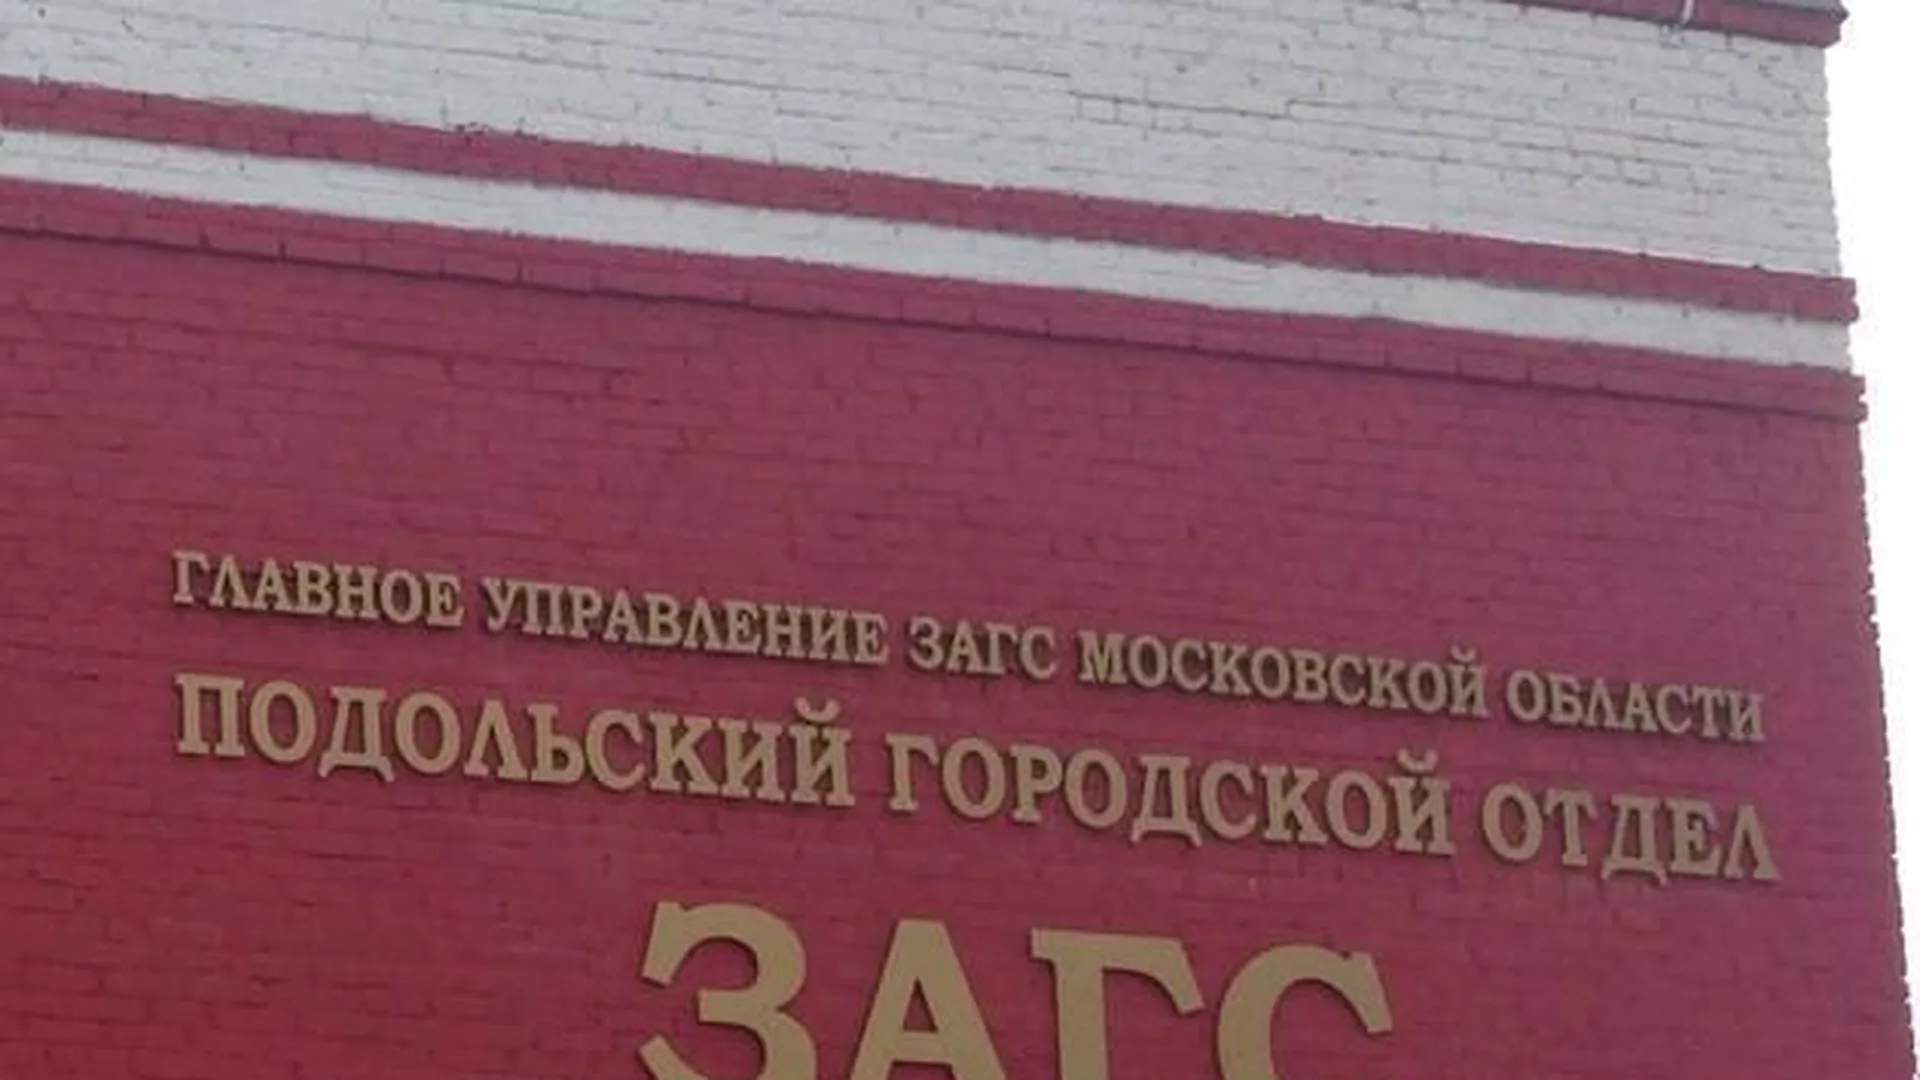 ГЛАВНОЕ УПРАВЛЕНИЕ ЗАГС МОСКОВСКОЙ ОБЛАСТИ
ПОДОЛЬСКИЙ ГОРОДСКОЙ ОТДЕЛ
ЗАГС